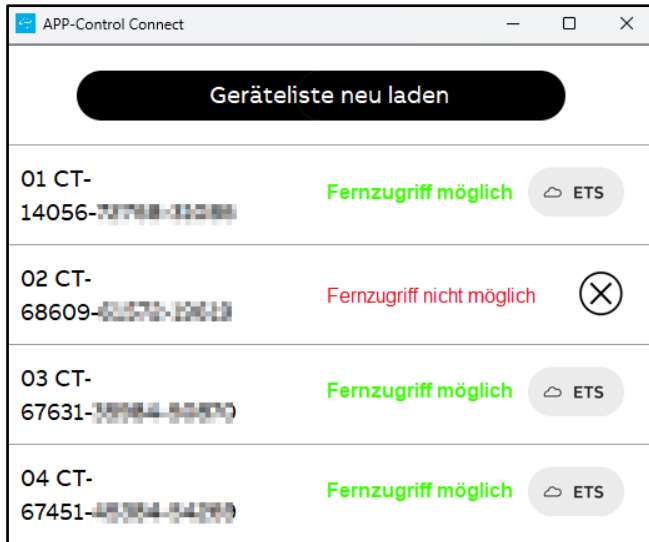 APP-Control Connect
Geräteliste neu laden
01 CT-
14056-
Fernzugriff möglich
ETS
02 CT-
68609-
Fernzugriff nicht möglich
03 CT-
67631-
Fernzugriff möglich
ETS
04 CT-
67451-
Fernzugriff möglich
ETS